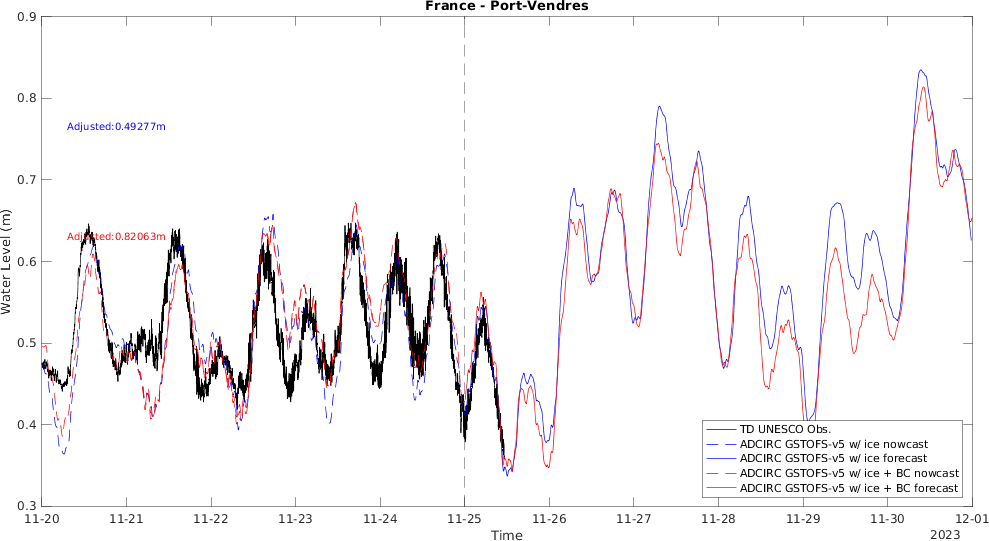 France - Port-Vendres
0.9
0.8
0.7
0.6
0.5
0.4
0.3
Water Level (m)
Adjusted:0.49277m
Adjusted:0.82063m
TD UNESCO Obs.
ADCIRC GSTOFS-v5 w/ ice nowcast
ADCIRC GSTOFS-v5 w/ ice forecast
ADCIRC GSTOFS-v5 w/ ice + BC nowcast
ADCIRC GSTOFS-v5 w/ ice + BC forecast
11-20 11-21 11-22 11-23 11-24 11-25 11-26 11-27 11-28 11-29 11-30 12-01
Time
2023